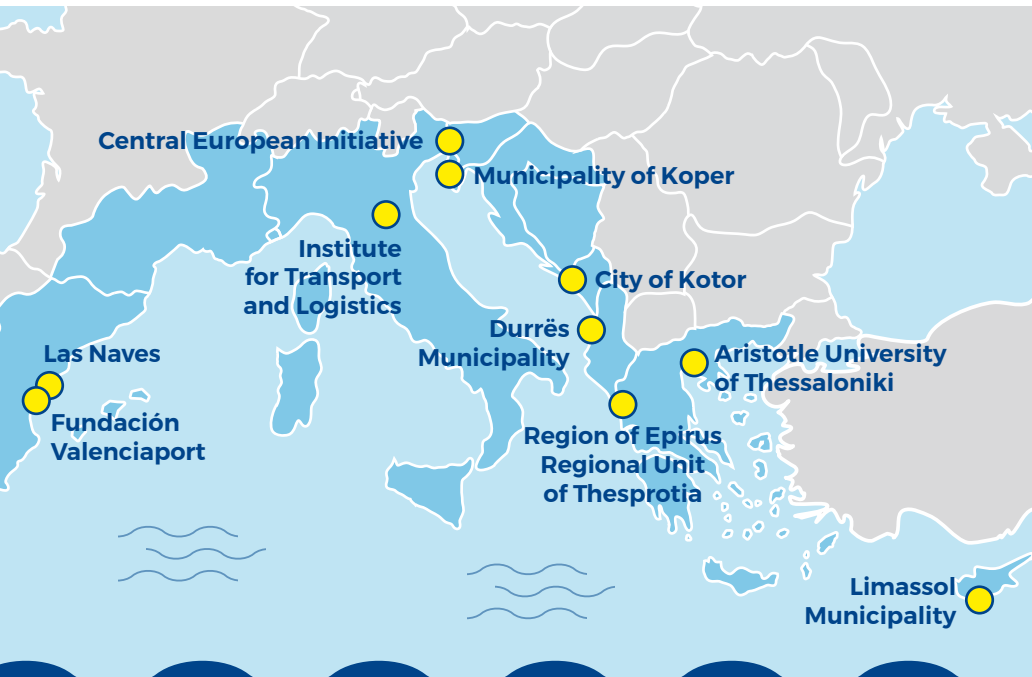 Central European Initiative
Municipality of Koper
Institute
for Transport
and Logistics
City of Kotor
Durrës
Municipality
Las Naves
Aristotle University
of Thessaloniki
Fundación
Valenciaport
Region of Epirus
Regional Unit
of Thesprotia
Limassol
Municipality